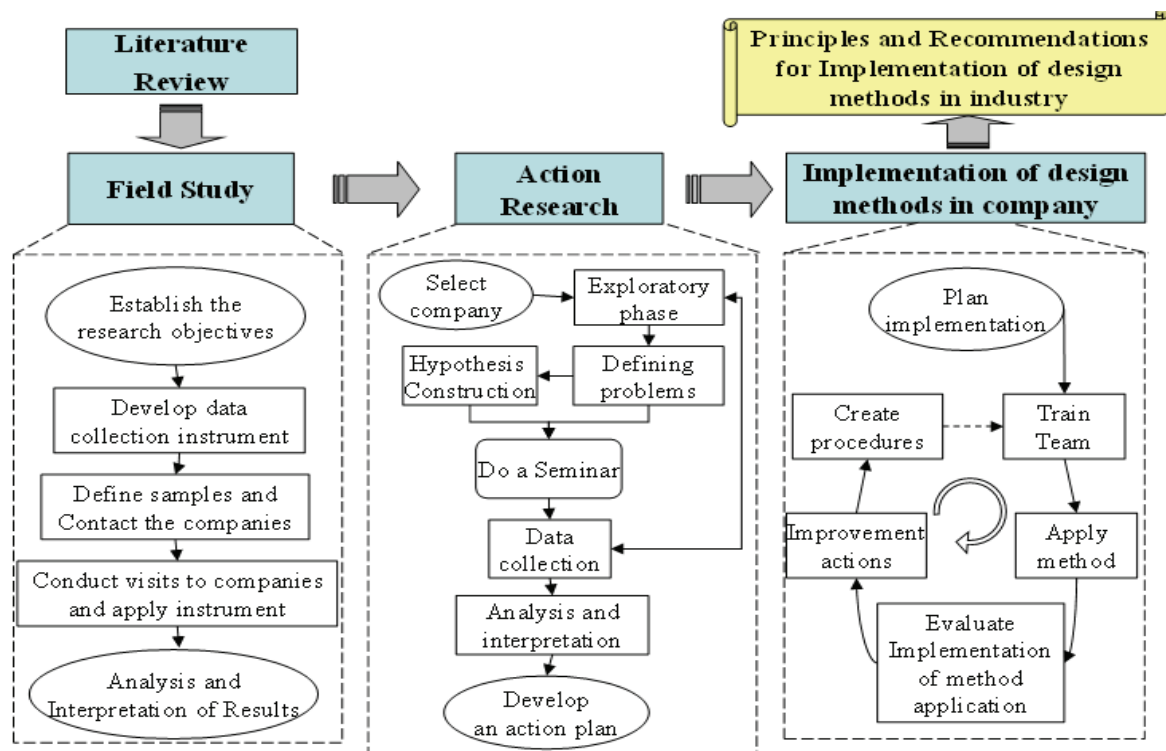 Literature
Review
Principles and Recommendations
for Implementation of design
methods in industry
Field Study
Action
Research
Implementation of design
methods in company
Establish the
research objectives
Develop data
collection instrument
Define samples and
Contact the companies
Conduct visits to companies
and apply instrument
Analysis and
Interpretation of Results
Select
company
Exploratory
phase
Hypothesis
Construction
Defining
problems
Do a Seminar
Data
collection
Analysis and
interpretation
Develop
an action plan
Plan
implementation
Create
procedures
Train
Team
Improvement
actions
Apply
method
Evaluate
Implementation
of method
application